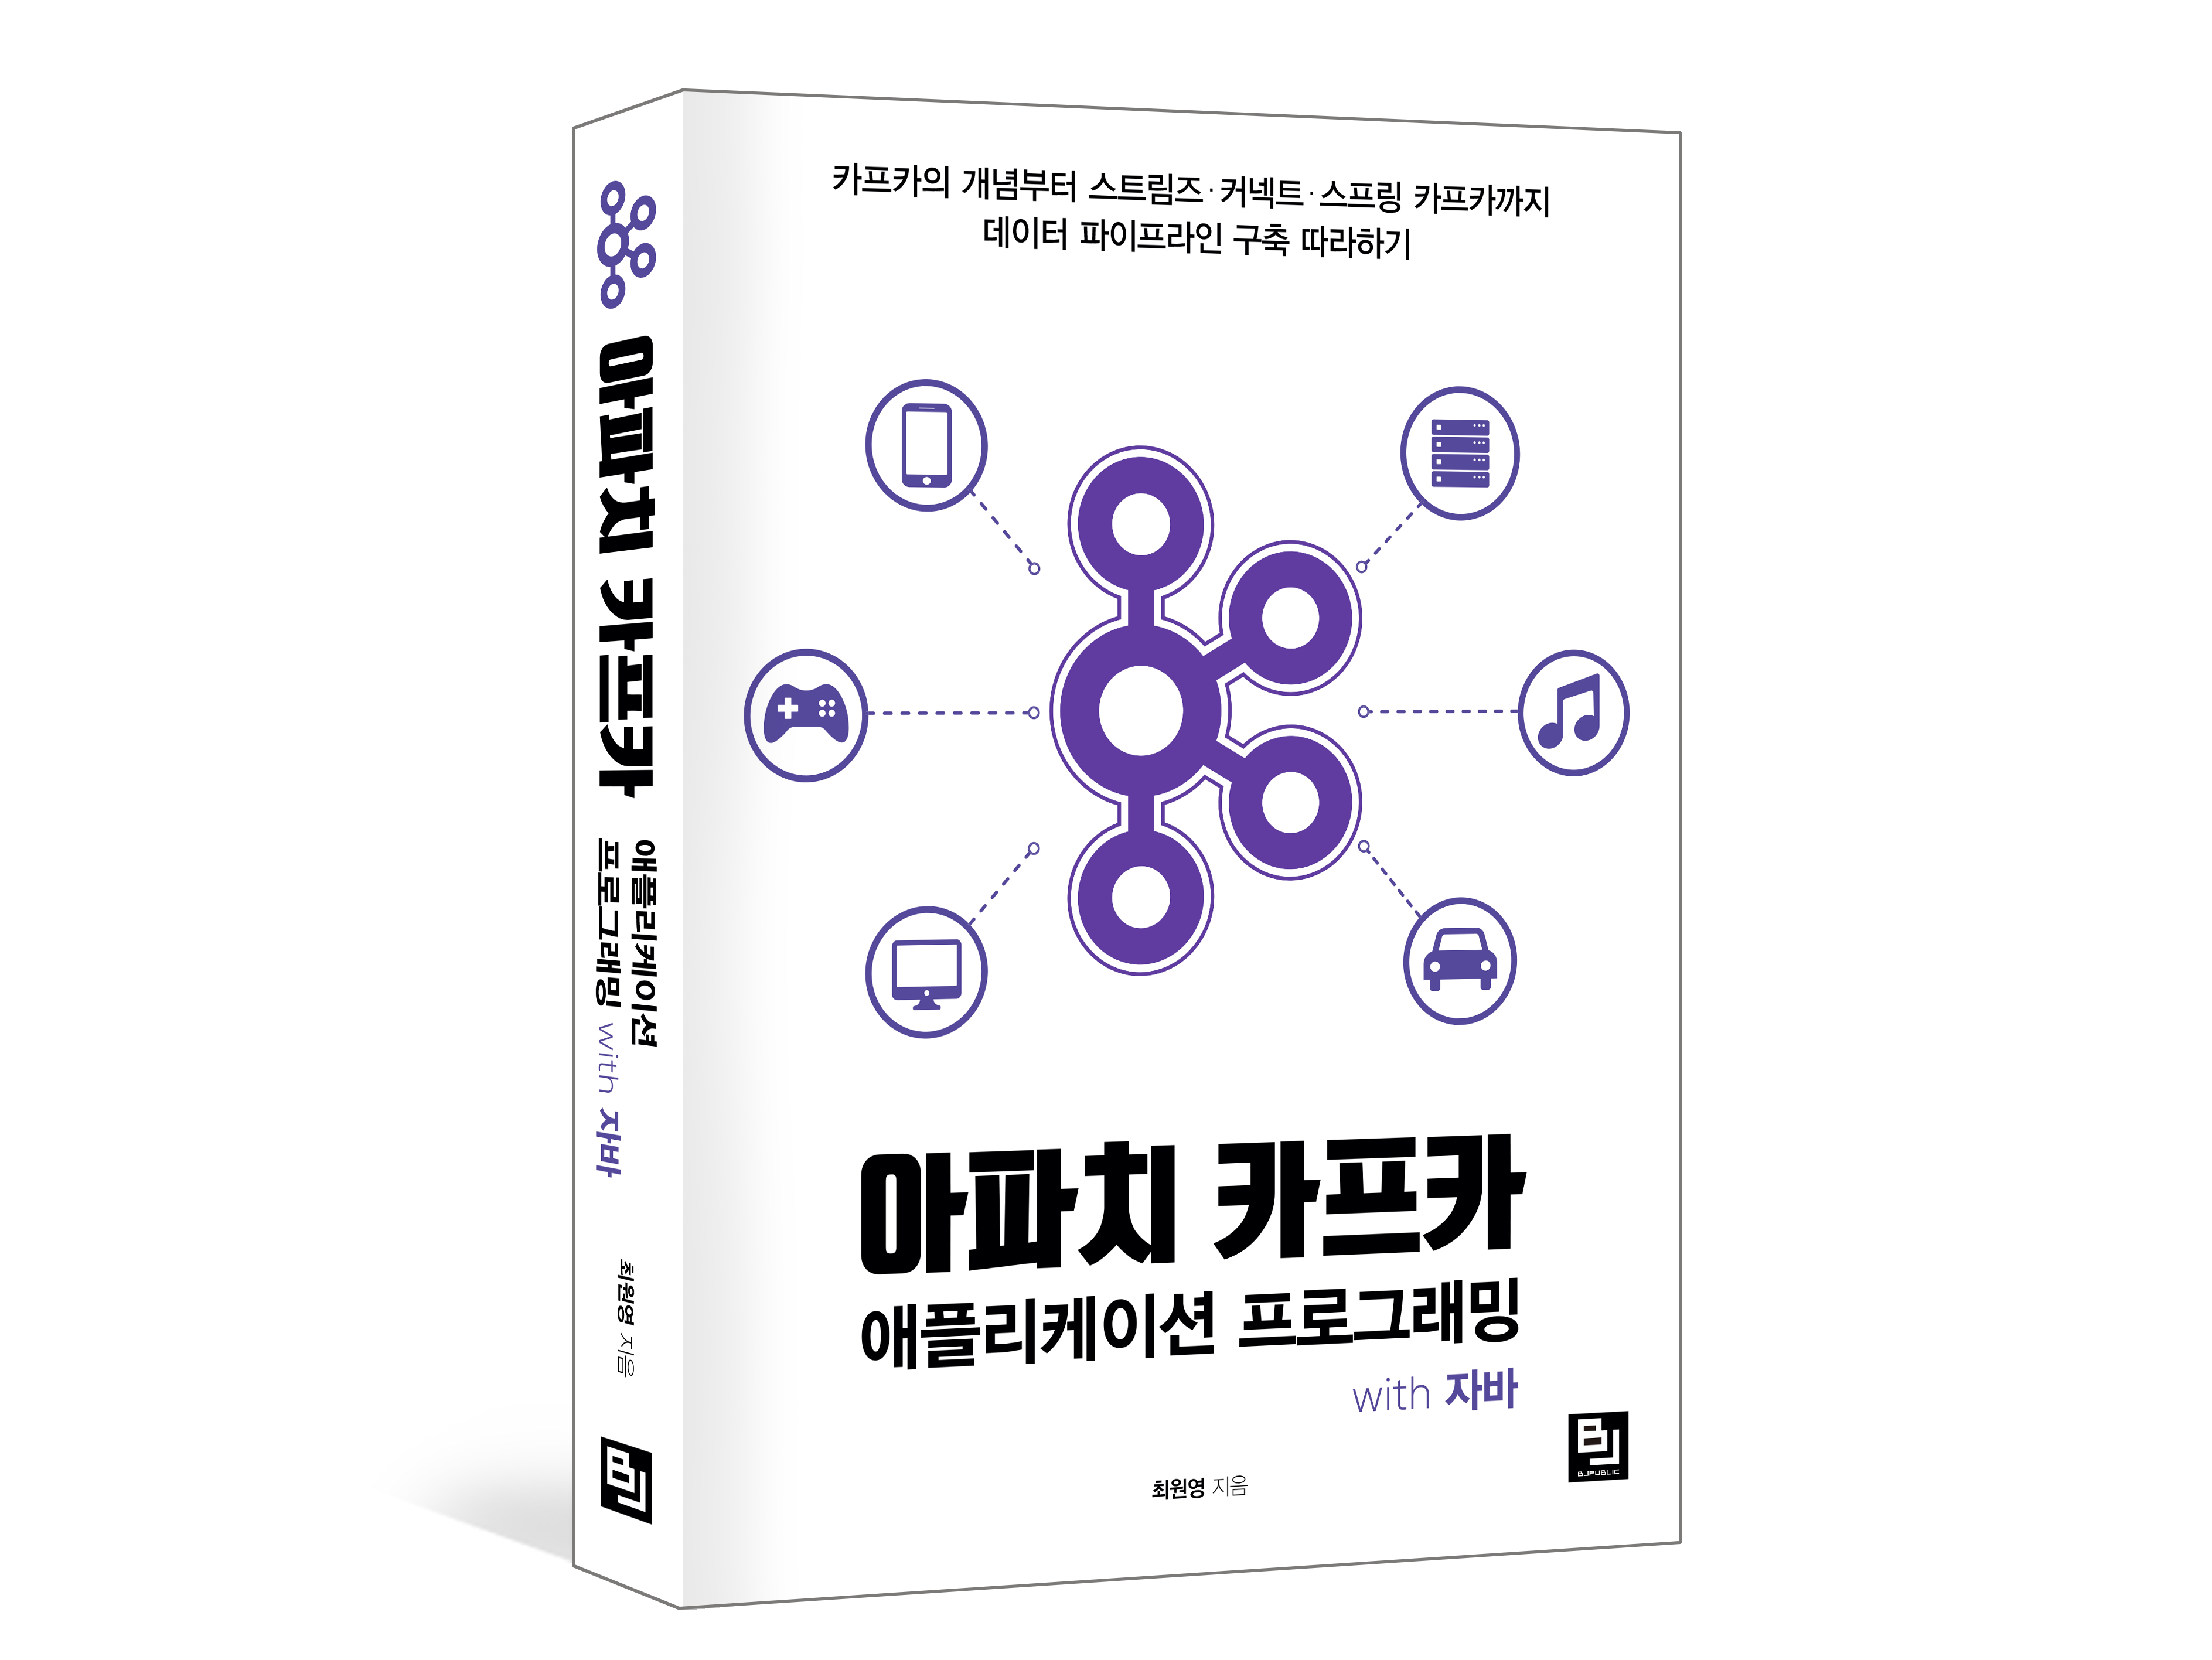 카프카의 개념부터 스트림즈·커넥트·스프링 카프카까지
데이터 파이프라인 구축 따라하기
아파치 카프카
애플리케이션 프로그래밍
with 자바
최원영 지음
BJ
BJPUBLIC
아파치 카프카
애플리케이션
프로그래밍 with 자바
최원영 지음
BJ